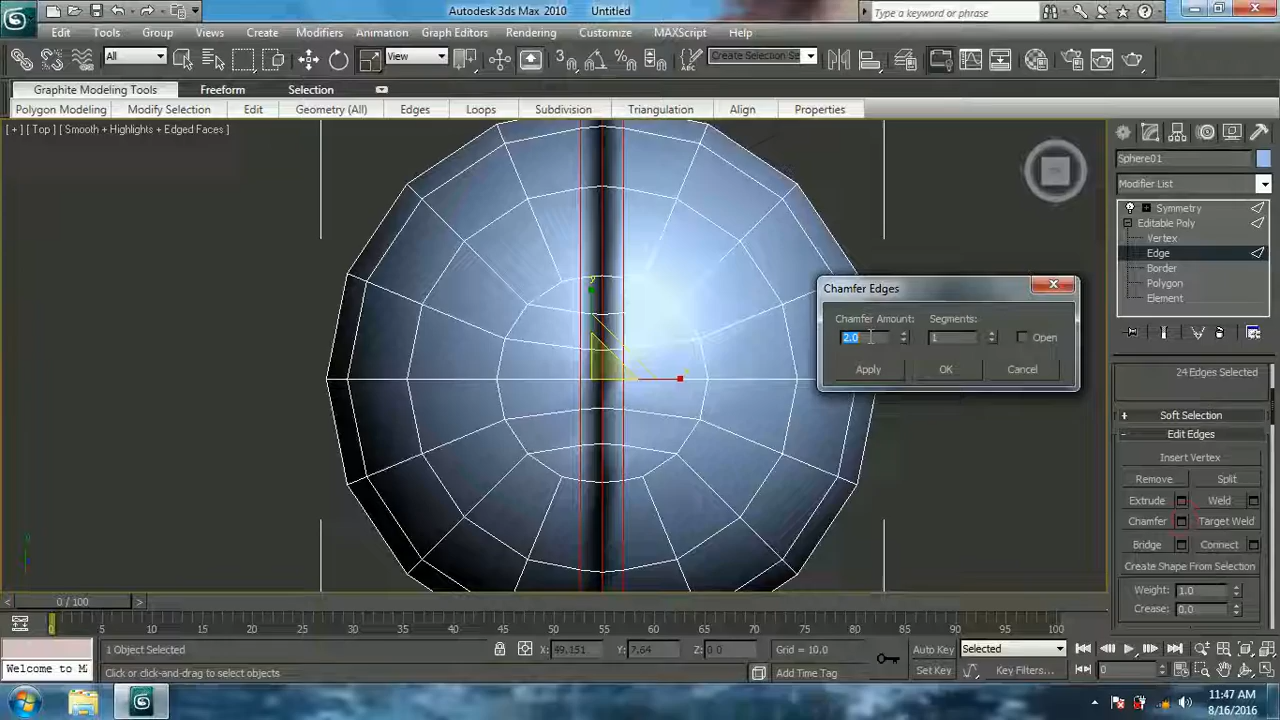 Autodesk 3ds Max 2010 Untitled
Type a keyword or phrase
Edit Tools Group Views Create Modifiers Animation Graph Editors Rendering Customize MAXScript Help
All View Create Selection Se
Graphite Modeling Tools Freeform Selection
Polygon Modeling Modify Selection Edit Geometry (All) Edges Loops Subdivision Triangulation Align Properties
[ + ] [ Top ] [ Smooth + Highlights + Edged Faces ]
Sphere01
Modifier List
Symmetry
Editable Poly
Vertex
Edge
Border
Polygon
Element
Chamfer Edges
Chamfer Amount: Segments:
2.0 1 Open
Apply OK Cancel
24 Edges Selected
+ Soft Selection
- Edit Edges
Insert Vertex
Remove Split
Extrude Weld
Chamfer Target Weld
Bridge Connect
Create Shape From Selection
Weight: 1.0
Crease: 0.0
y
< 0 / 100 >
0 5 10 15 20 25 30 35 40 45 50 55 60 65 70 75 80 85 90 95 100
1 Object Selected X: 49.151 Y: 7.64 Z: 0.0 Grid = 10.0 Auto Key Selected
Welcome to M Click or click-and-drag to select objects Add Time Tag Set Key Key Filters... 0
11:47 AM
8/16/2016